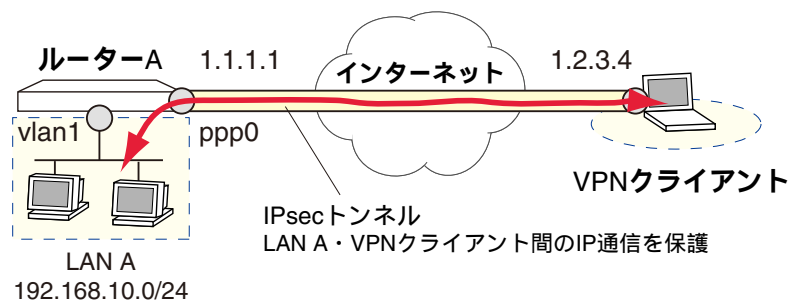 ルーターA
1.1.1.1
インターネット
1.2.3.4
vlan1
ppp0
VPNクライアント
IPsecトンネル
LAN A・VPNクライアント間のIP通信を保護
LAN A
192.168.10.0/24